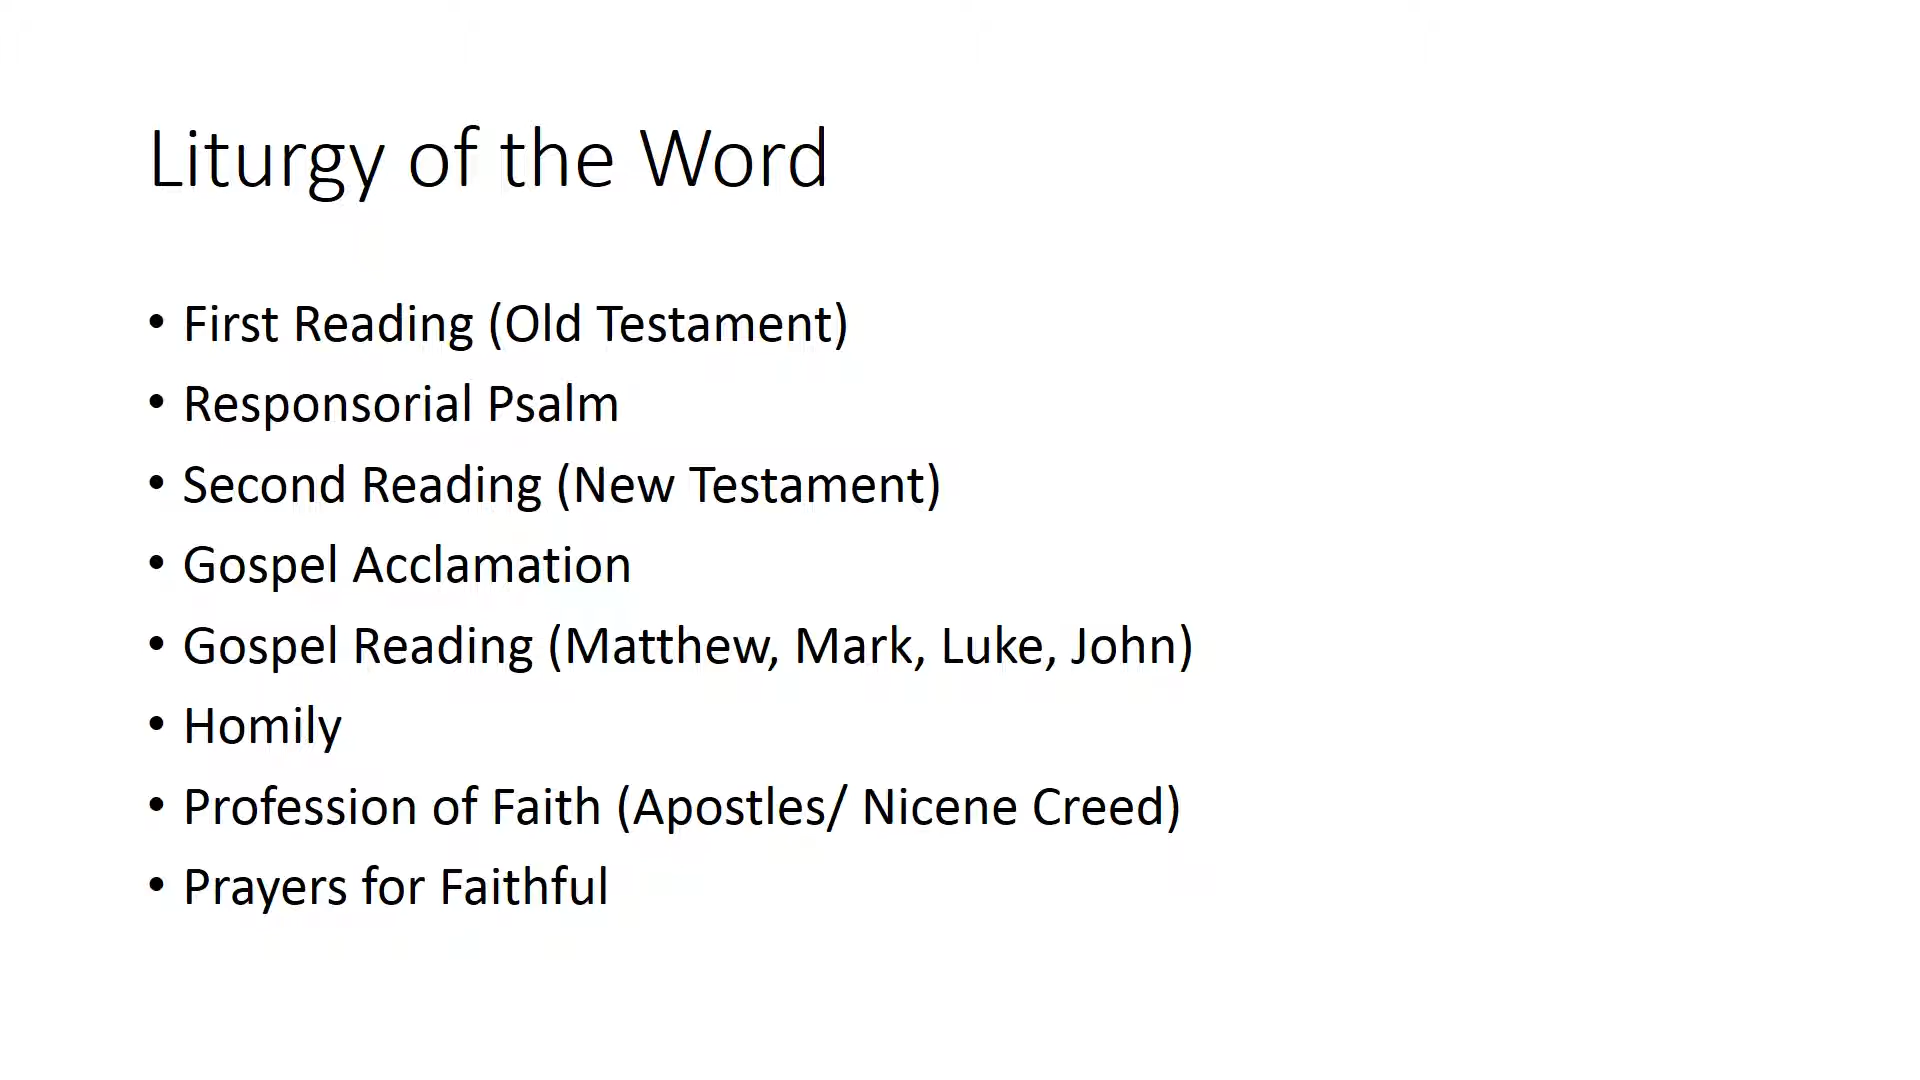 Liturgy of the Word
• First Reading (Old Testament)
• Responsorial Psalm
• Second Reading (New Testament)
• Gospel Acclamation
• Gospel Reading (Matthew, Mark, Luke, John)
• Homily
• Profession of Faith (Apostles/ Nicene Creed)
• Prayers for Faithful